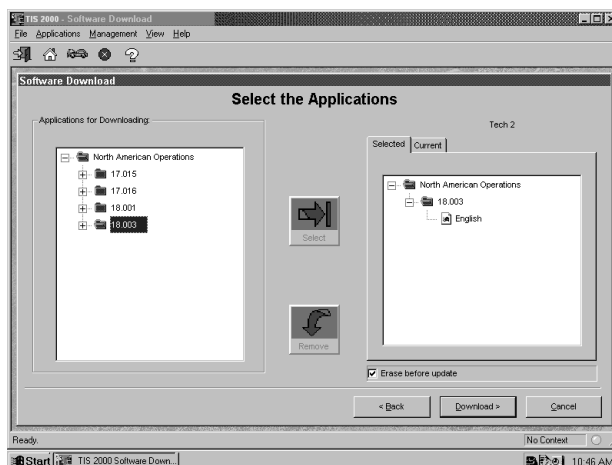 TIS 2000 - Software Download
File Applications Management View Help
Software Download
Select the Applications
Applications for Downloading:
North American Operations
17.015
17.016
18.001
18.003
Select
Remove
Tech 2
Selected Current
North American Operations
18.003
English
Erase before update
< Back Download > Cancel
Ready. No Context
Start TIS 2000 Software Down... 10:46 AM